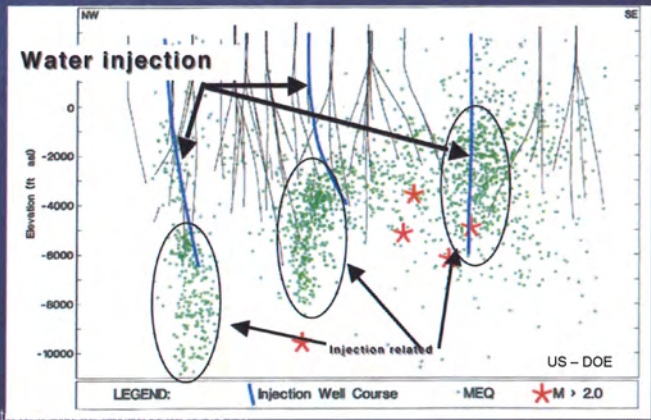 NW
SE
Water injection
0
-2000
-4000
-6000
-8000
-10000
Elevation (ft asl)
Injection related
US – DOE
LEGEND:
Injection Well Course
MEQ
M > 2.0